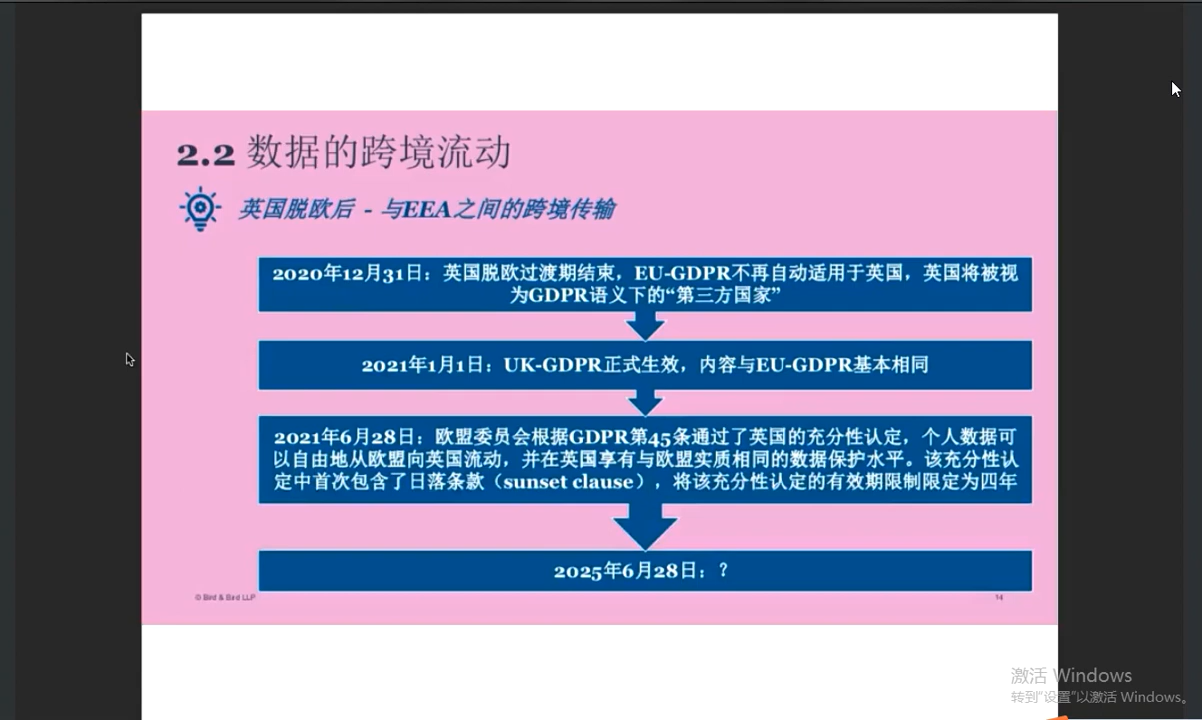 2.2 数据的跨境流动
英国脱欧后 - 与EEA之间的跨境传输
2020年12月31日：英国脱欧过渡期结束，EU-GDPR不再自动适用于英国，英国将被视
为GDPR语义下的“第三方国家”
2021年1月1日：UK-GDPR正式生效，内容与EU-GDPR基本相同
2021年6月28日：欧盟委员会根据GDPR第45条通过了英国的充分性认定，个人数据可
以自由地从欧盟向英国流动，并在英国享有与欧盟实质相同的数据保护水平。该充分性认
定中首次包含了日落条款（sunset clause），将该充分性认定的有效期限制限定为四年
2025年6月28日：？
© Bird & Bird LLP
14
激活 Windows
转到“设置”以激活 Windows。